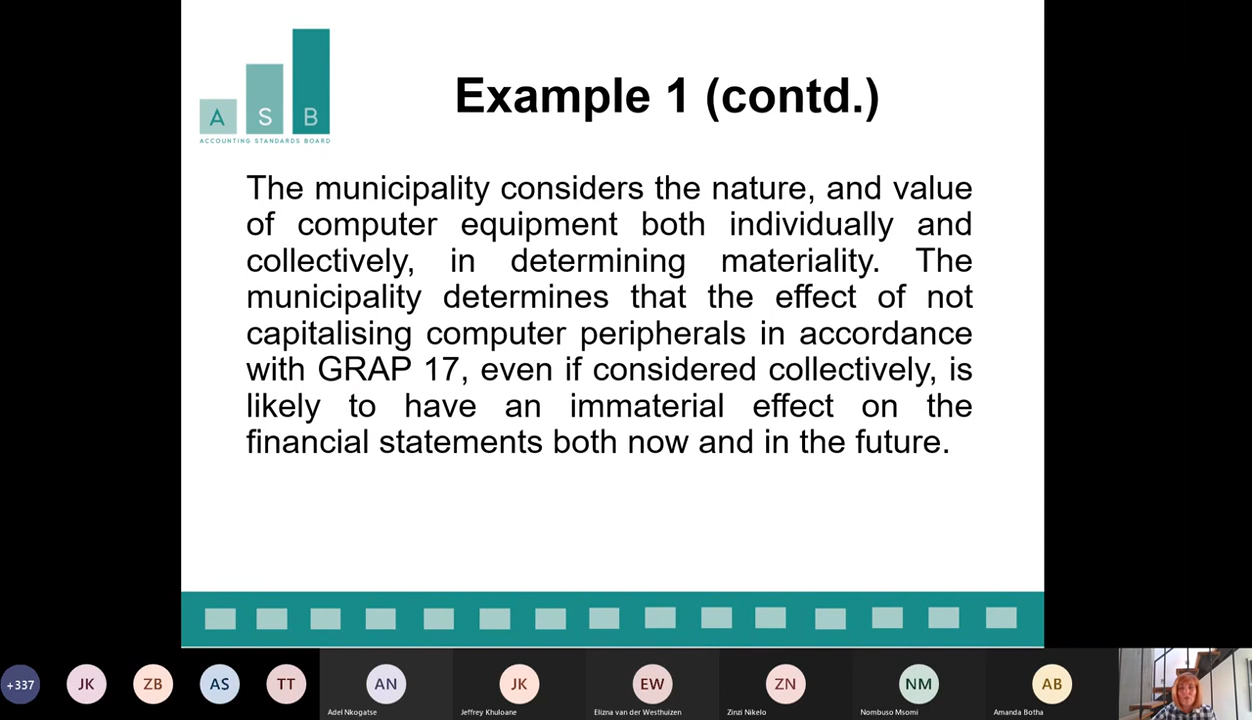 A S B
ACCOUNTING STANDARDS BOARD
Example 1 (contd.)
The municipality considers the nature, and value
of computer equipment both individually and
collectively, in determining materiality. The
municipality determines that the effect of not
capitalising computer peripherals in accordance
with GRAP 17, even if considered collectively, is
likely to have an immaterial effect on the
financial statements both now and in the future.
+337 JK ZB AS TT AN JK EW ZN NM AB
Adel Nkogatse Jeffrey Khuloane Elizna van der Westhuizen Zinzi Nikelo Nombuso Msomi Amanda Botha